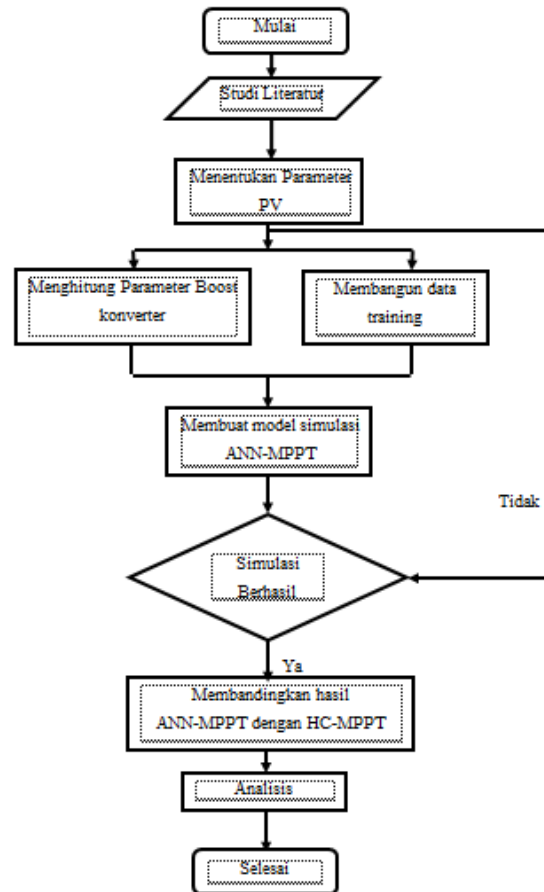 Mulai
Studi Literatur
Menentukan Parameter
PV
Menghitung Parameter Boost
konverter
Membangun data
training
Membuat model simulasi
ANN-MPPT
Tidak
Simulasi
Berhasil
Ya
Membandingkan hasil
ANN-MPPT dengan HC-MPPT
Analisis
Selesai